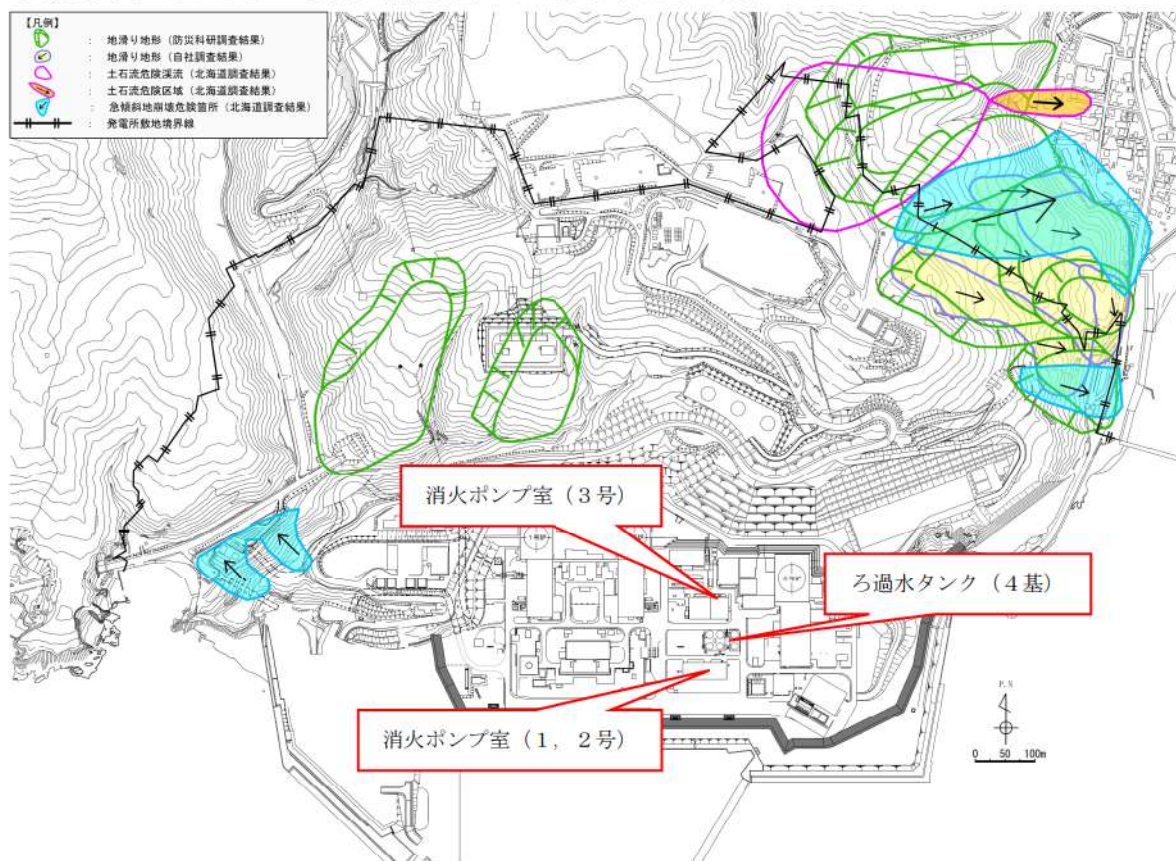 【凡例】
: 地滑り地形（防災科研調査結果）
: 地滑り地形（自社調査結果）
: 土石流危険渓流（北海道調査結果）
: 土石流危険区域（北海道調査結果）
: 急傾斜地崩壊危険箇所（北海道調査結果）
: 発電所敷地境界線
消火ポンプ室（３号）
ろ過水タンク（４基）
消火ポンプ室（１，２号）
P.N
0 50 100m